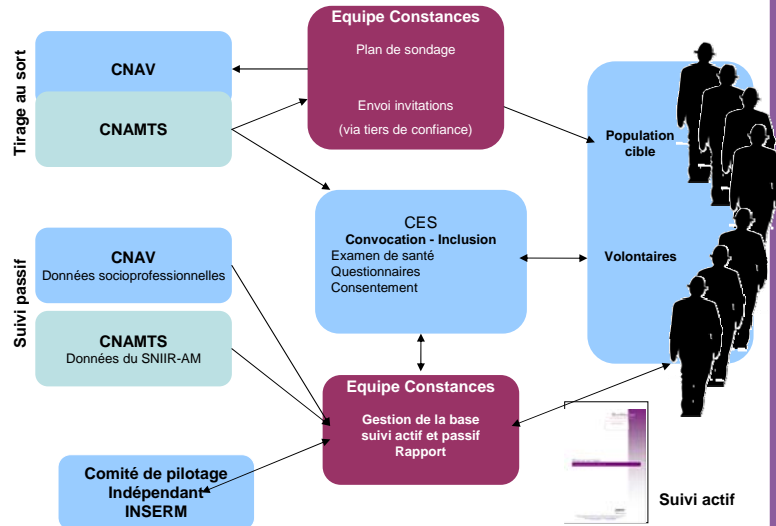 Tirage au sort
CNAV
CNAMTS
Equipe Constances
Plan de sondage
Envoi invitations
(via tiers de confiance)
Population
cible
Volontaires
CES
Convocation - Inclusion
Examen de santé
Questionnaires
Consentement
Suivi passif
CNAV
Données socioprofessionnelles
CNAMTS
Données du SNIIR-AM
Equipe Constances
Gestion de la base
suivi actif et passif
Rapport
Comité de pilotage
Indépendant
INSERM
Suivi actif